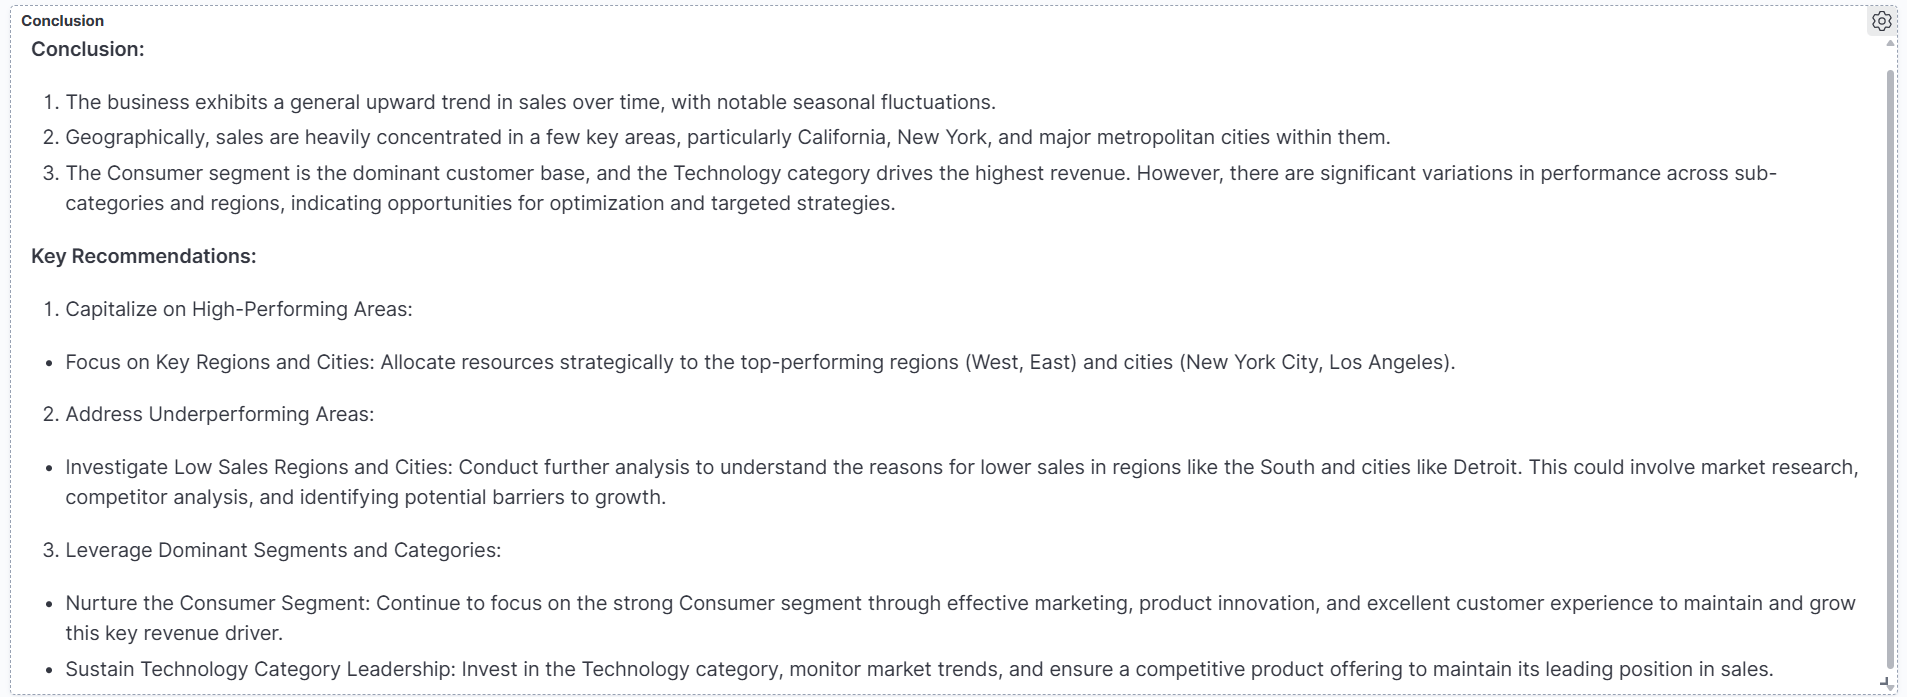 Conclusion
Conclusion:
1. The business exhibits a general upward trend in sales over time, with notable seasonal fluctuations.
2. Geographically, sales are heavily concentrated in a few key areas, particularly California, New York, and major metropolitan cities within them.
3. The Consumer segment is the dominant customer base, and the Technology category drives the highest revenue. However, there are significant variations in performance across sub-
categories and regions, indicating opportunities for optimization and targeted strategies.
Key Recommendations:
1. Capitalize on High-Performing Areas:
• Focus on Key Regions and Cities: Allocate resources strategically to the top-performing regions (West, East) and cities (New York City, Los Angeles).
2. Address Underperforming Areas:
• Investigate Low Sales Regions and Cities: Conduct further analysis to understand the reasons for lower sales in regions like the South and cities like Detroit. This could involve market research,
competitor analysis, and identifying potential barriers to growth.
3. Leverage Dominant Segments and Categories:
• Nurture the Consumer Segment: Continue to focus on the strong Consumer segment through effective marketing, product innovation, and excellent customer experience to maintain and grow
this key revenue driver.
• Sustain Technology Category Leadership: Invest in the Technology category, monitor market trends, and ensure a competitive product offering to maintain its leading position in sales.